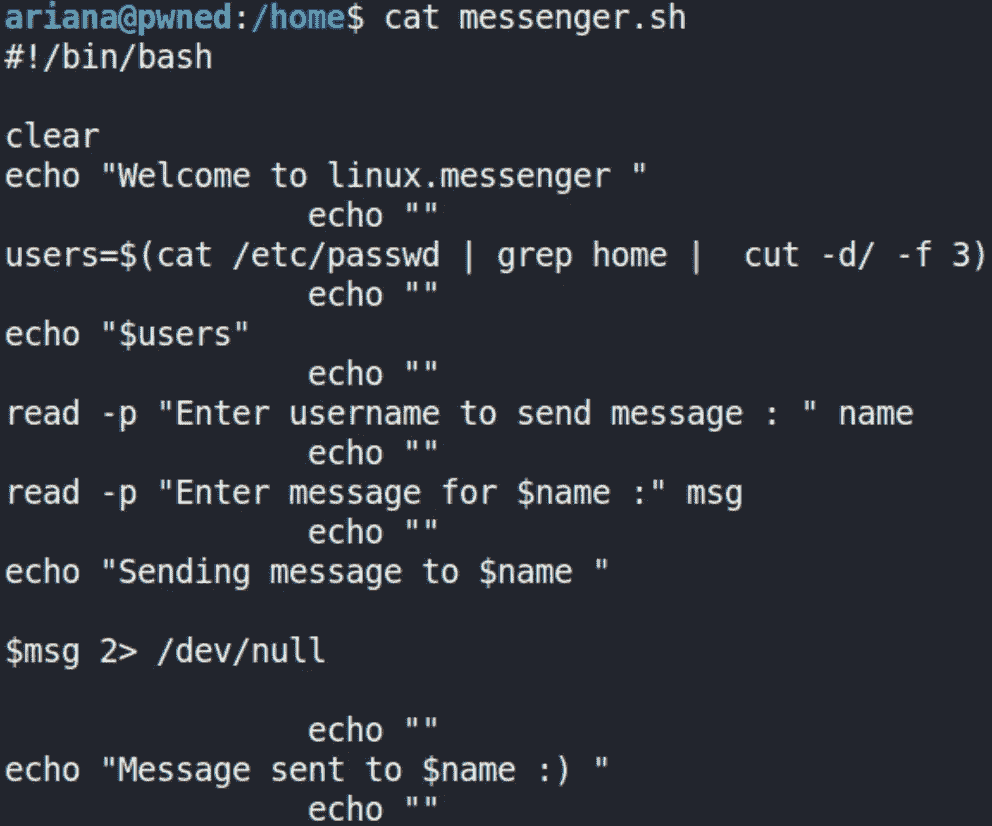 ariana@pwned:/home$ cat messenger.sh
#!/bin/bash
clear
echo "Welcome to linux.messenger "
echo ""
users=$(cat /etc/passwd | grep home |  cut -d/ -f 3)
echo ""
echo "$users"
echo ""
read -p "Enter username to send message : " name
echo ""
read -p "Enter message for $name :" msg
echo ""
echo "Sending message to $name "
$msg 2> /dev/null
echo ""
echo "Message sent to $name :) "
echo ""